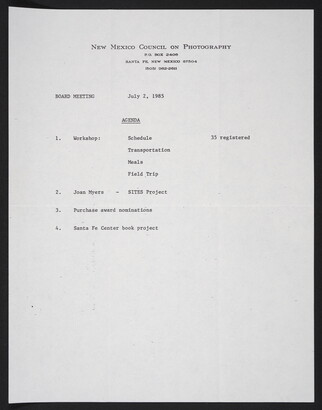 New Mexico Council on Photography
P.O. Box 2406
Santa Fe, New Mexico 87504
BOARD MEETING July 2, 1985
AGENDA
1. Workshop: Schedule 35 registered
Transportation
Meals
Field Trip
2. Joan Myers - SITES Project
3. Purchase award nominations
4. Santa Fe Center book project